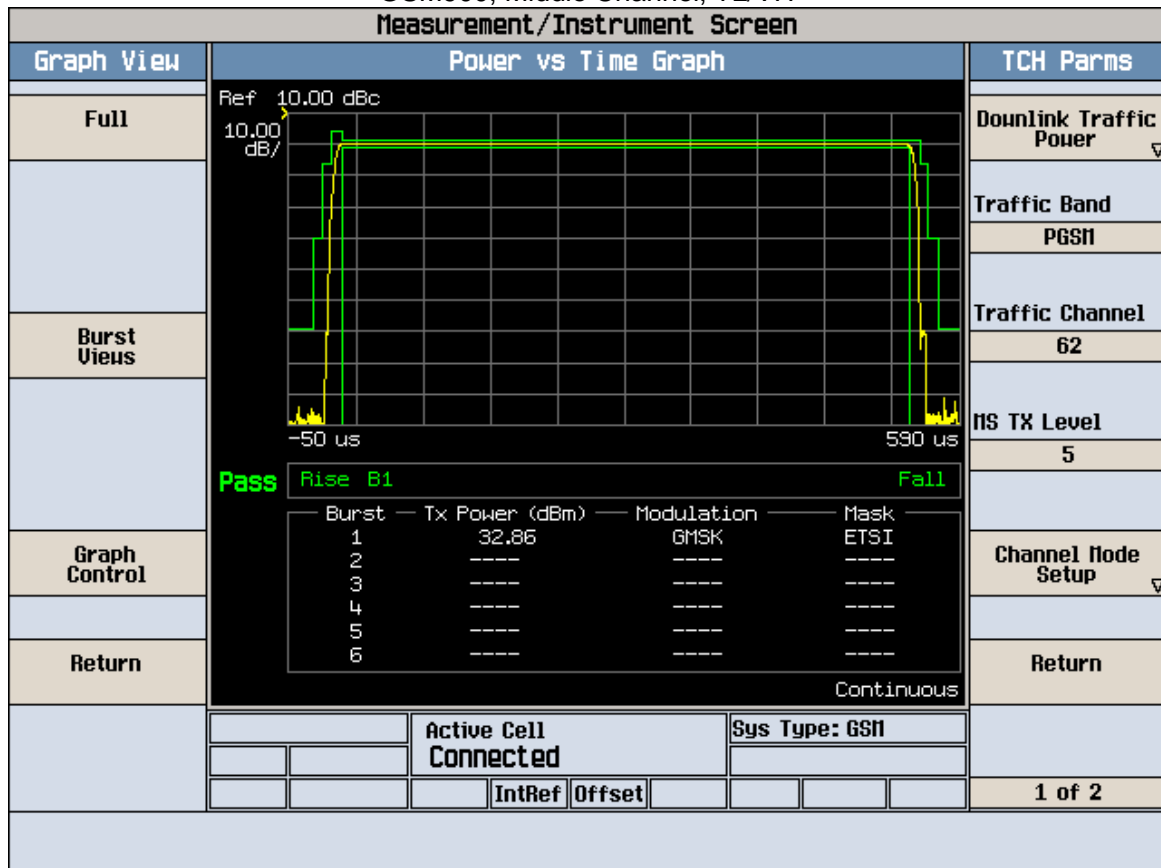 Measurement/Instrument Screen
Graph View
Power vs Time Graph
TCH Parms
Full
Burst
Views
Graph
Control
Return
Ref 10.00 dBc
10.00
dB/
-50 us
590 us
Pass
Rise B1
Fall
Burst Tx Power (dBm) Modulation Mask
1 32.86 GMSK ETSI
2 ---- ---- ----
3 ---- ---- ----
4 ---- ---- ----
5 ---- ---- ----
6 ---- ---- ----
Continuous
Active Cell
Connected
Sys Type: GSM
IntRef Offset
Downlink Traffic
Power
Traffic Band
PGSM
Traffic Channel
62
MS TX Level
5
Channel Mode
Setup
Return
1 of 2